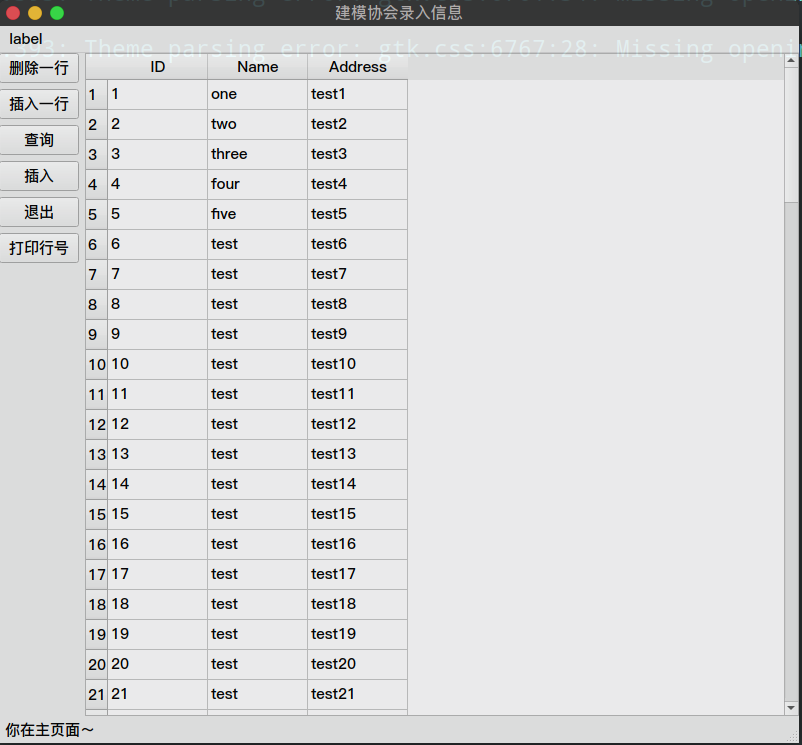 建模协会录入信息
label
393: Theme parsing error: gtk.css:6767:28: Missing openin
删除一行
插入一行
查询
插入
退出
打印行号
ID Name Address
1 1 one test1
2 2 two test2
3 3 three test3
4 4 four test4
5 5 five test5
6 6 test test6
7 7 test test7
8 8 test test8
9 9 test test9
10 10 test test10
11 11 test test11
12 12 test test12
13 13 test test13
14 14 test test14
15 15 test test15
16 16 test test16
17 17 test test17
18 18 test test18
19 19 test test19
20 20 test test20
21 21 test test21
你在主页面～